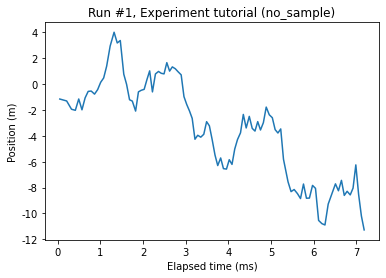 Run #1, Experiment tutorial (no_sample)
Position (m)
4
2
0
-2
-4
-6
-8
-10
-12
0 1 2 3 4 5 6 7
Elapsed time (ms)